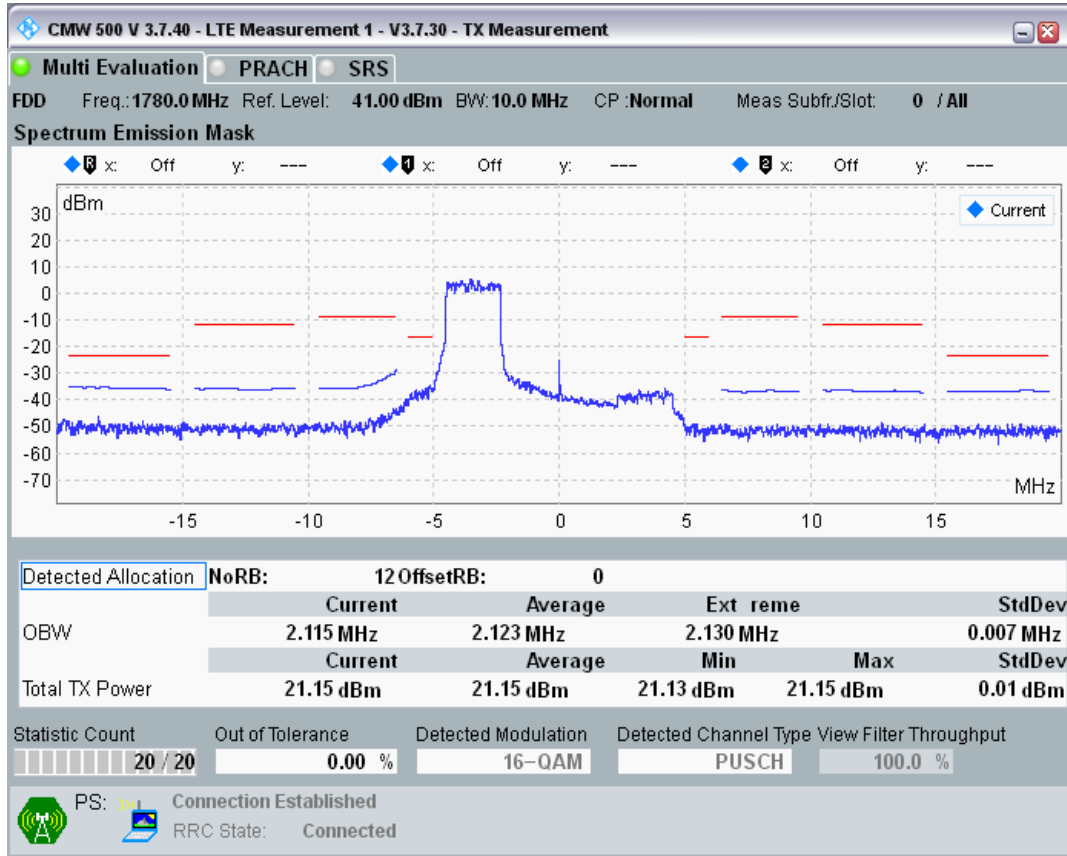 CMW 500 V 3.7.40 - LTE Measurement 1 - V3.7.30 - TX Measurement
Multi Evaluation PRACH SRS
FDD Freq.: 1780.0 MHz Ref. Level: 41.00 dBm BW: 10.0 MHz CP :Normal Meas Subfr./Slot: 0 / All
Spectrum Emission Mask
R x: Off y: --- 1 x: Off y: --- 2 x: Off y: ---
dBm
Current
30
20
10
0
-10
-20
-30
-40
-50
-60
-70
MHz
-15 -10 -5 0 5 10 15
Detected Allocation NoRB: 12 OffsetRB: 0
Current Average Ext reme StdDev
OBW 2.115 MHz 2.123 MHz 2.130 MHz 0.007 MHz
Current Average Min Max StdDev
Total TX Power 21.15 dBm 21.15 dBm 21.13 dBm 21.15 dBm 0.01 dBm
Statistic Count Out of Tolerance Detected Modulation Detected Channel Type View Filter Throughput
20 / 20 0.00 % 16-QAM PUSCH 100.0 %
PS: Connection Established
RRC State: Connected